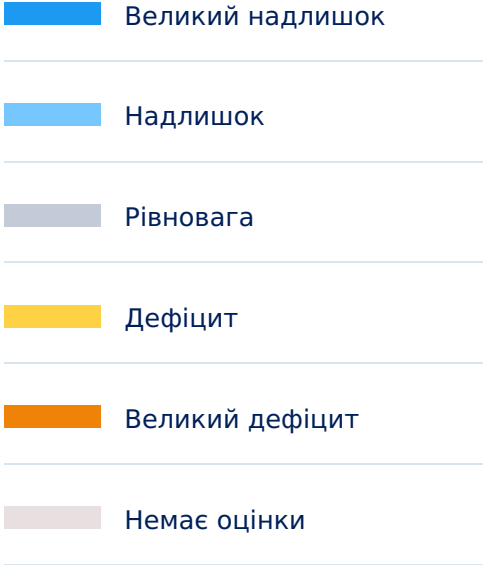 Великий надлишок
Надлишок
Рівновага
Дефіцит
Великий дефіцит
Немає оцінки